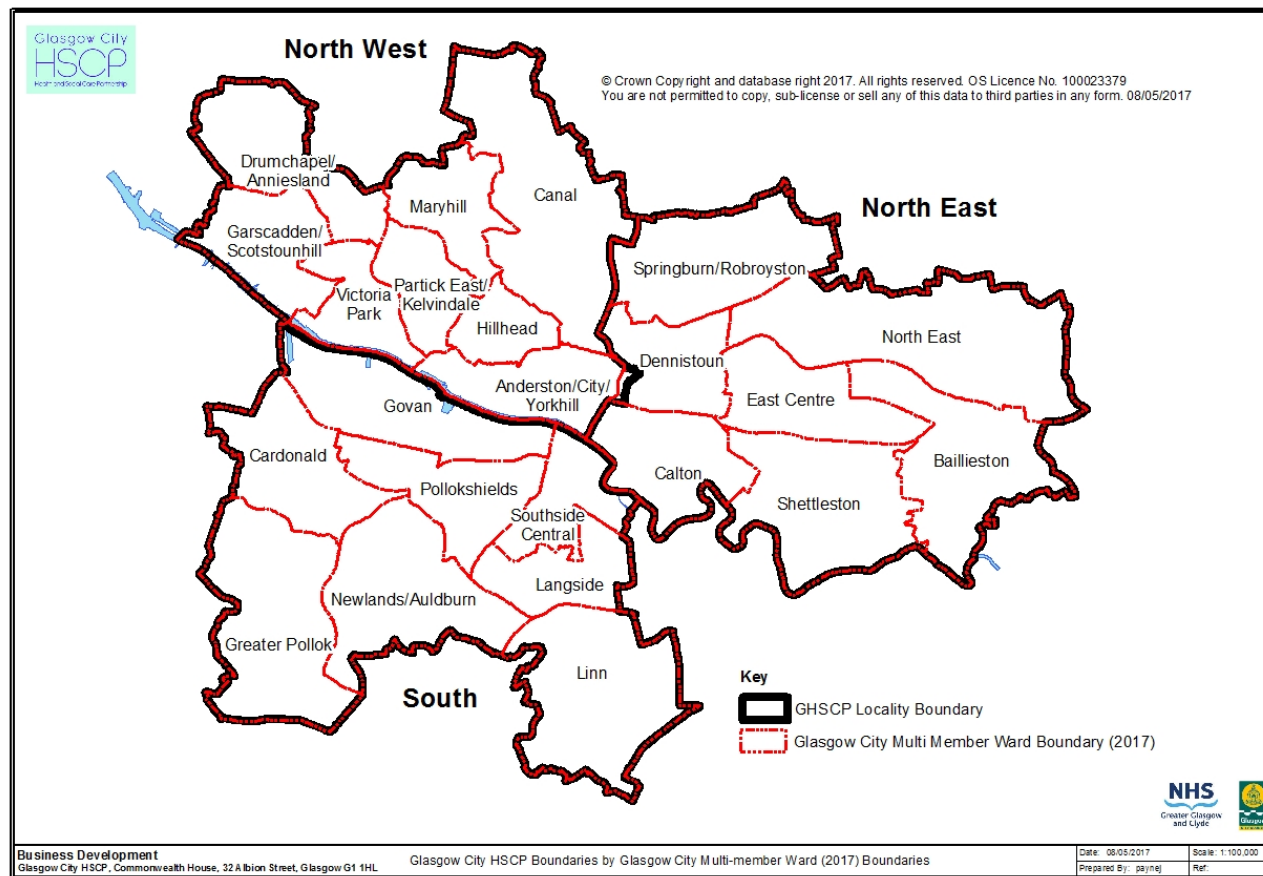 Glasgow City
HSCP
Health and Social Care Partnership
North West
© Crown Copyright and database right 2017. All rights reserved. OS Licence No. 100023379
You are not permitted to copy, sub-license or sell any of this data to third parties in any form. 08/05/2017
Drumchapel/
Anniesland
Canal
Maryhill
North East
Garscadden/
Scotstounhill
Springburn/Robroyston
Victoria
Park
Partick East/
Kelvindale
Hillhead
North East
Dennistoun
Anderston/City/
Yorkhill
East Centre
Govan
Cardonald
Baillieston
Calton
Pollokshields
Shettleston
Southside
Central
Langside
Newlands/Auldburn
Greater Pollok
Linn
South
Key
GHSCP Locality Boundary
Glasgow City Multi Member Ward Boundary (2017)
NHS
Greater Glasgow
and Clyde
Glasgow
Business Development
Glasgow City HSCP, Commonwealth House, 32 Albion Street, Glasgow G1 1HL
Glasgow City HSCP Boundaries by Glasgow City Multi-member Ward (2017) Boundaries
Date: 08/05/2017
Scale: 1:100,000
Prepared By: paynej
Ref: